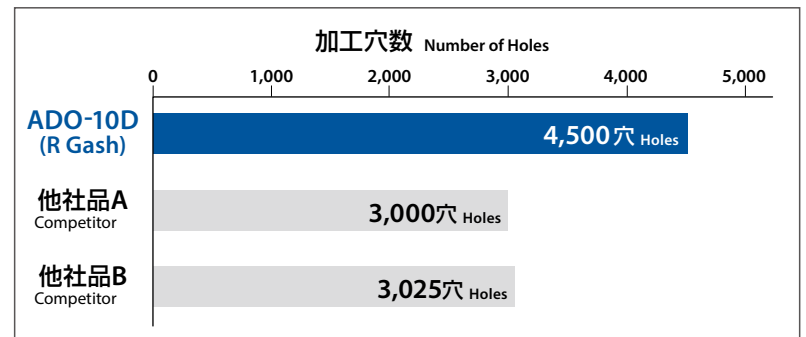 加工穴数 Number of Holes
0 1,000 2,000 3,000 4,000 5,000
ADO-10D
(R Gash)
4,500穴 Holes
他社品A
Competitor
3,000穴 Holes
他社品B
Competitor
3,025穴 Holes